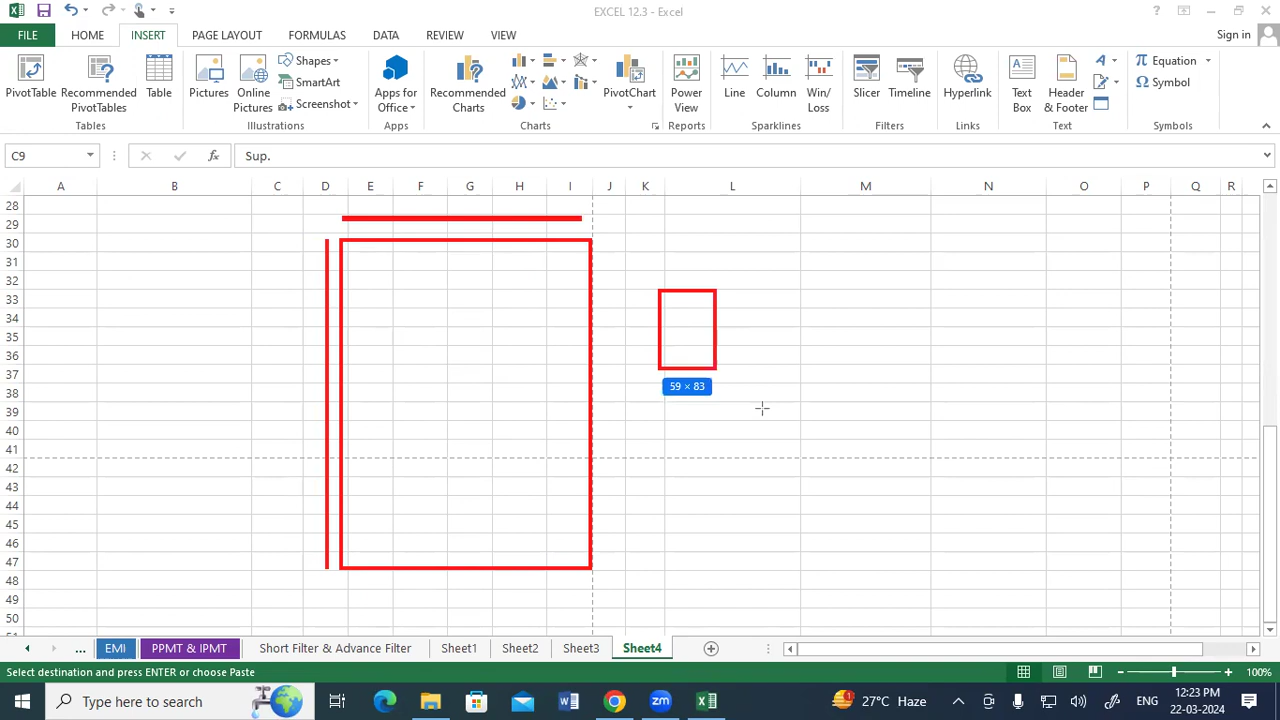 EXCEL 12.3 - Excel
?
FILE HOME INSERT PAGE LAYOUT FORMULAS DATA REVIEW VIEW Sign in
PivotTable
Recommended PivotTables
Table
Tables
Pictures
Online Pictures
Shapes
SmartArt
Screenshot
Illustrations
Apps for Office
Apps
Recommended Charts
PivotChart
Charts
Power View
Reports
Line
Column
Win/ Loss
Sparklines
Slicer
Timeline
Filters
Hyperlink
Links
Text Box
Header & Footer
Text
π Equation
Ω Symbol
Symbols
C9 fx Sup.
A B C D E F G H I J K L M N O P Q R
28
29
30
31
32
33
34
35
36
37
38
39
40
41
42
43
44
45
46
47
48
49
50
59 × 83
... EMI PPMT & IPMT Short Filter & Advance Filter Sheet1 Sheet2 Sheet3 Sheet4
Select destination and press ENTER or choose Paste 100%
Type here to search 1 27°C Haze ENG 12:23 PM
22-03-2024